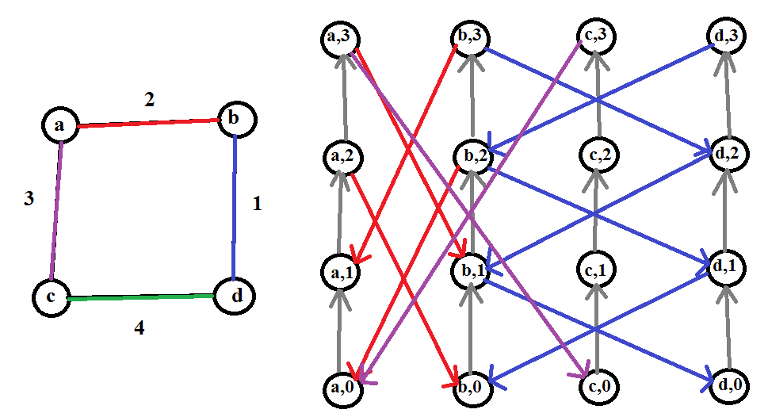 a,3 b,3 c,3 d,3
2
a b
a,2 b,2 c,2 d,2
3 1
a,1 b,1 c,1 d,1
c d
4
a,0 b,0 c,0 d,0